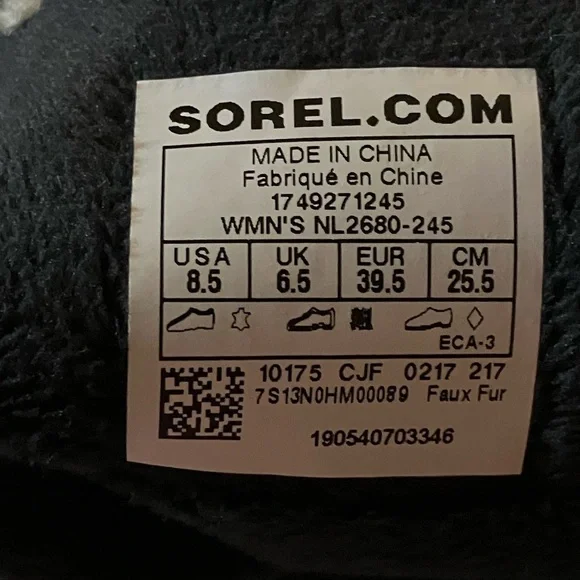 SOREL.COM
MADE IN CHINA
Fabriqué en Chine
1749271245
WMN'S NL2680-245
USA UK EUR CM
8.5 6.5 39.5 25.5
ECA-3
10175 CJF 0217 217
7S13N0HM00089 Faux Fur
190540703346